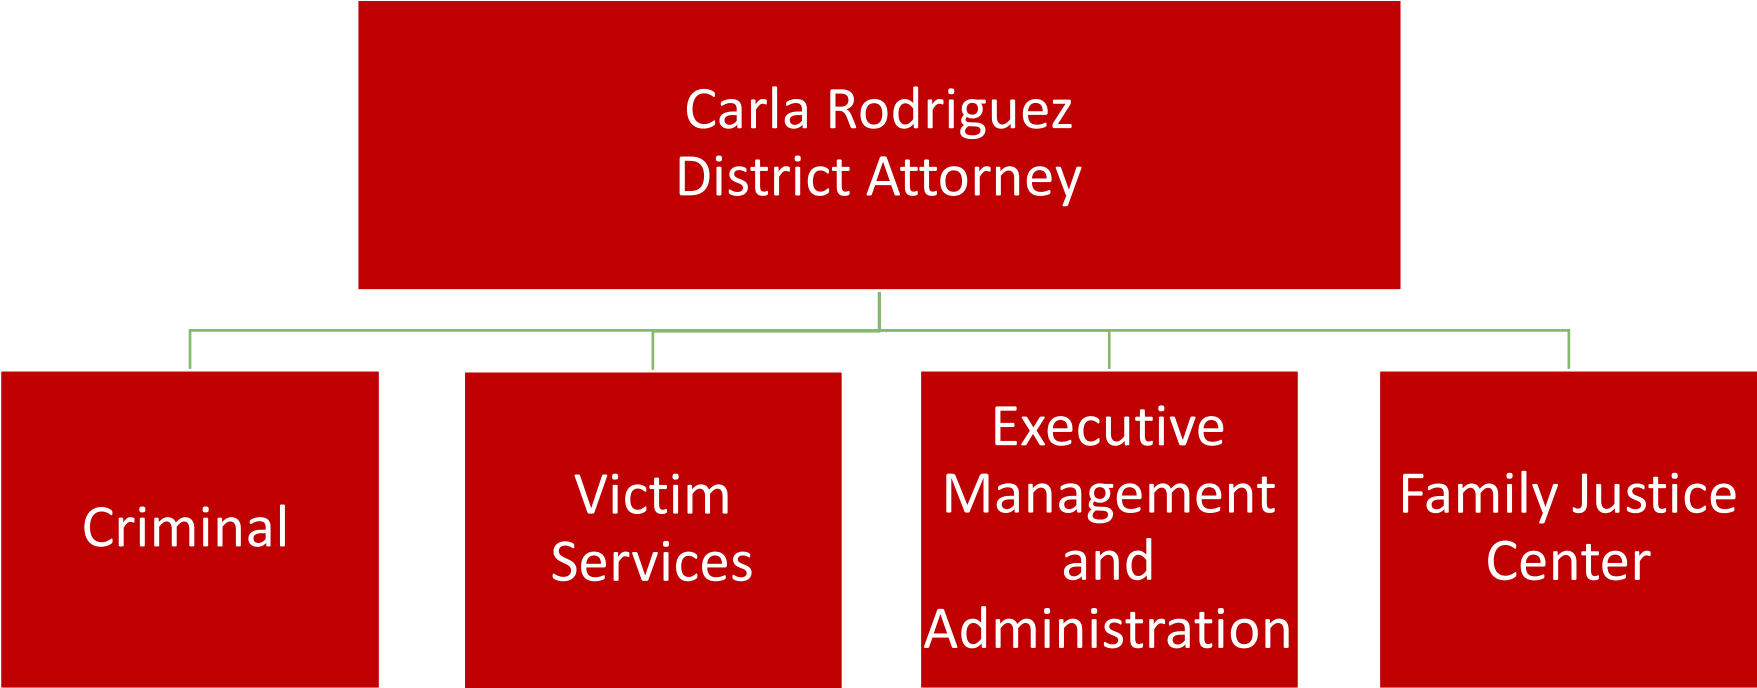 Carla Rodriguez
District Attorney
Criminal
Victim
Services
Executive
Management
and
Administration
Family Justice
Center